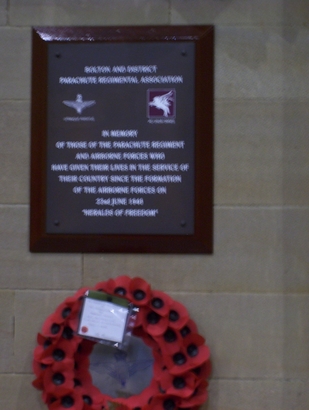 BOLTON AND DISTRICT
PARACHUTE REGIMENTAL ASSOCIATION
IN MEMORY
OF THOSE OF THE PARACHUTE REGIMENT
AND AIRBORNE FORCES WHO
HAVE GIVEN THEIR LIVES IN THE SERVICE OF
THEIR COUNTRY SINCE THE FORMATION
OF THE AIRBORNE FORCES ON
22nd JUNE 1940
"HERALDS OF FREEDOM"